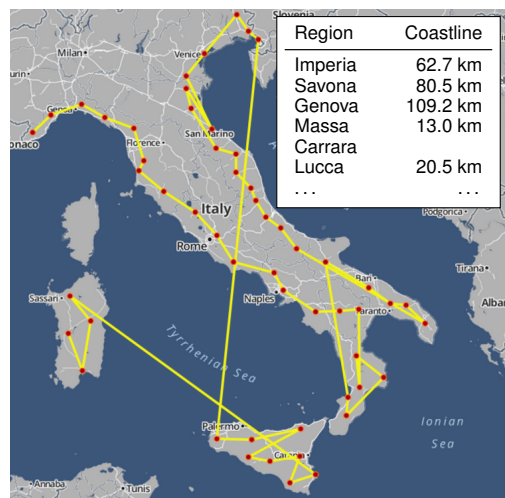 Slovenia
Milan
Venice
urin
Genoa
San Marino
Florence
onaco
Italy
Rome
Podgorica
Tirana
Bari
Naples
Taranto
Alba
Sassari
Tyrrhenian Sea
Palermo
Catania
Ionian
Sea
Annaba
Tunis
Region Coastline
Imperia 62.7 km
Savona 80.5 km
Genova 109.2 km
Massa 13.0 km
Carrara
Lucca 20.5 km
... ...